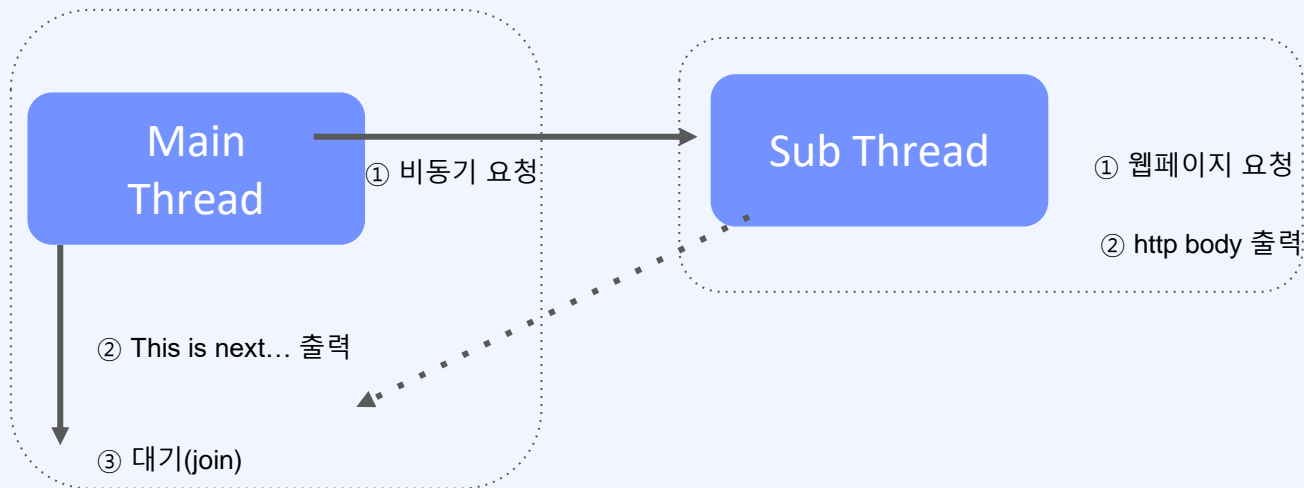 Main
Thread
① 비동기 요청
② This is next... 출력
③ 대기(join)
Sub Thread
① 웹페이지 요청
② http body 출력